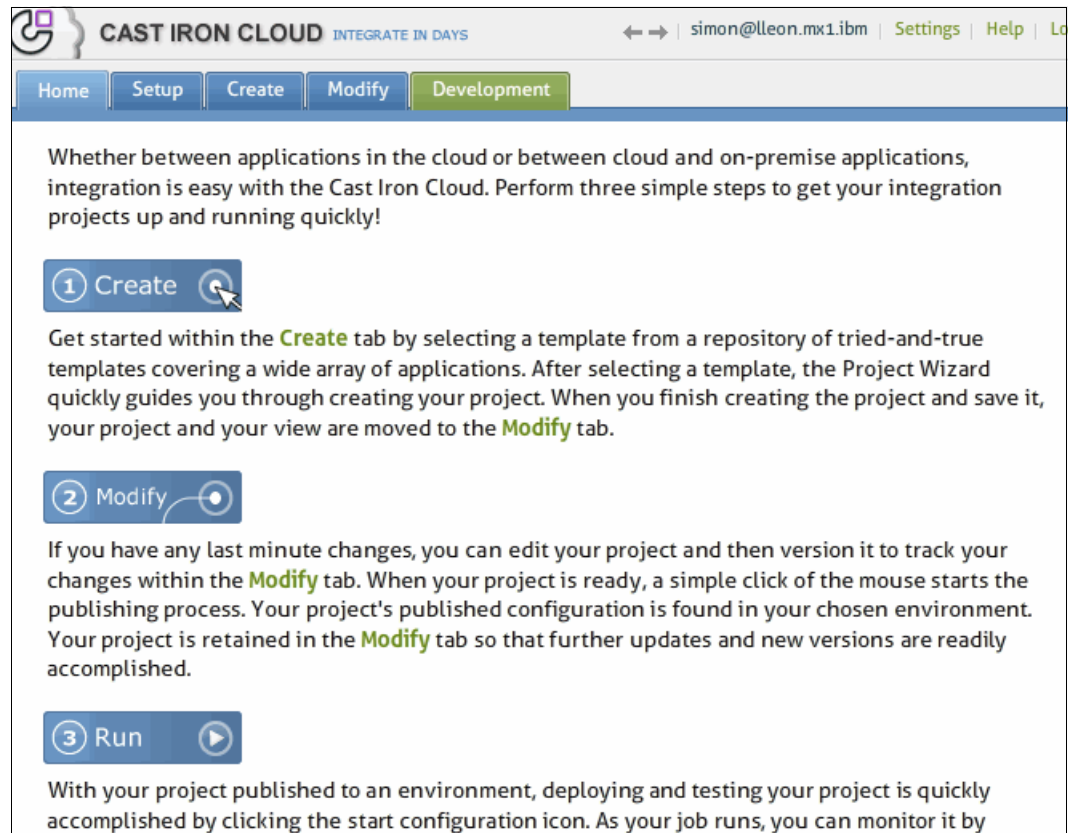 CAST IRON CLOUD INTEGRATE IN DAYS
simon@lleon.mx1.ibm | Settings | Help | Lo
Home Setup Create Modify Development
Whether between applications in the cloud or between cloud and on-premise applications,
integration is easy with the Cast Iron Cloud. Perform three simple steps to get your integration
projects up and running quickly!
1 Create
Get started within the Create tab by selecting a template from a repository of tried-and-true
templates covering a wide array of applications. After selecting a template, the Project Wizard
quickly guides you through creating your project. When you finish creating the project and save it,
your project and your view are moved to the Modify tab.
2 Modify
If you have any last minute changes, you can edit your project and then version it to track your
changes within the Modify tab. When your project is ready, a simple click of the mouse starts the
publishing process. Your project's published configuration is found in your chosen environment.
Your project is retained in the Modify tab so that further updates and new versions are readily
accomplished.
3 Run
With your project published to an environment, deploying and testing your project is quickly
accomplished by clicking the start configuration icon. As your job runs, you can monitor it by